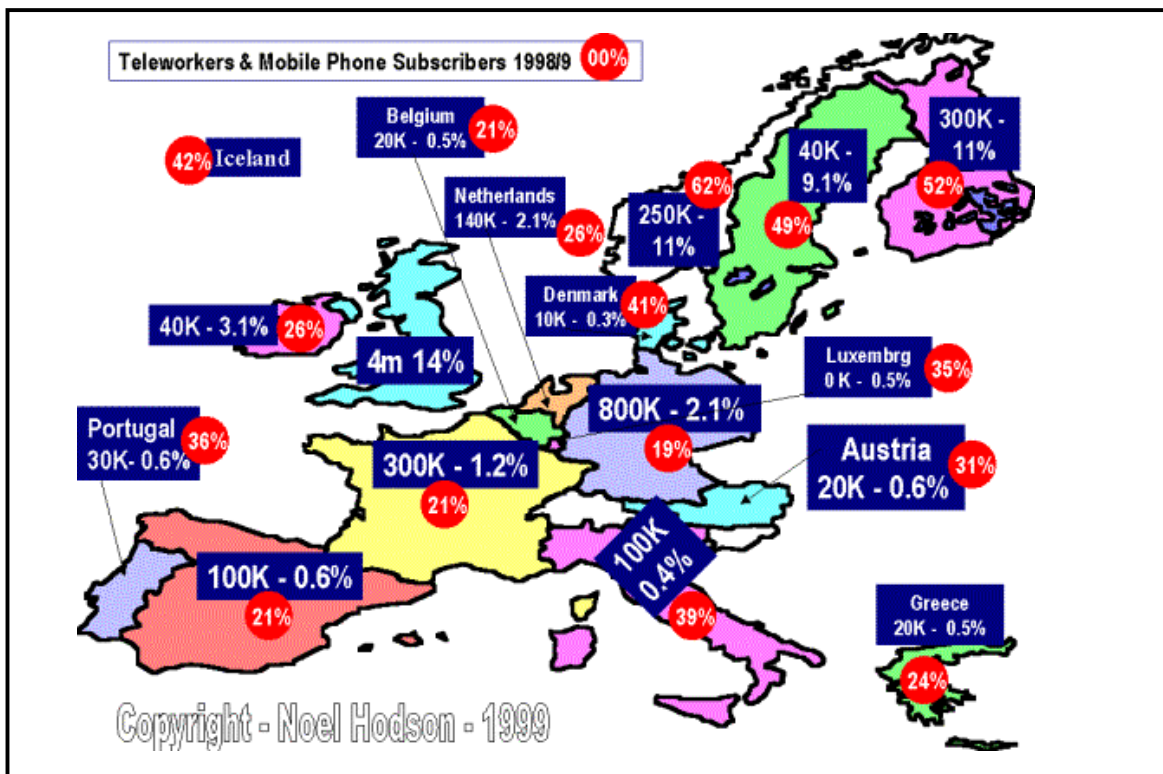 Teleworkers & Mobile Phone Subscribers 1998/9 00%
Belgium
20K - 0.5%
21%
42%
Iceland
300K -
11%
52%
40K -
9.1%
49%
Netherlands
140K - 2.1%
26%
62%
250K -
11%
Denmark
10K - 0.3%
41%
40K - 3.1%
26%
4m 14%
Luxembrg
0 K - 0.5%
35%
Portugal
30K- 0.6%
36%
800K - 2.1%
19%
300K - 1.2%
21%
Austria
20K - 0.6%
31%
100K - 0.6%
21%
100K
0.4%
39%
Greece
20K - 0.5%
24%
Copyright - Noel Hodson - 1999